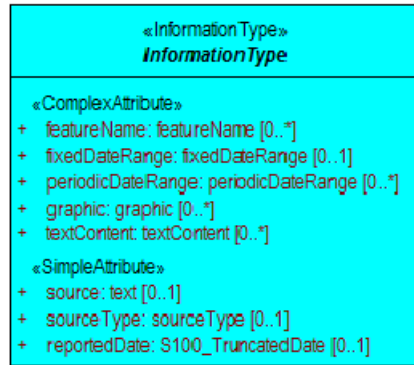 «InformationType»
InformationType
«ComplexAttribute»
+ featureName: featureName [0..*]
+ fixedDateRange: fixedDateRange [0..1]
+ periodicDateRange: periodicDateRange [0..*]
+ graphic: graphic [0..*]
+ textContent: textContent [0..*]
«SimpleAttribute»
+ source: text [0..1]
+ sourceType: sourceType [0..1]
+ reportedDate: S100_TruncatedDate [0..1]